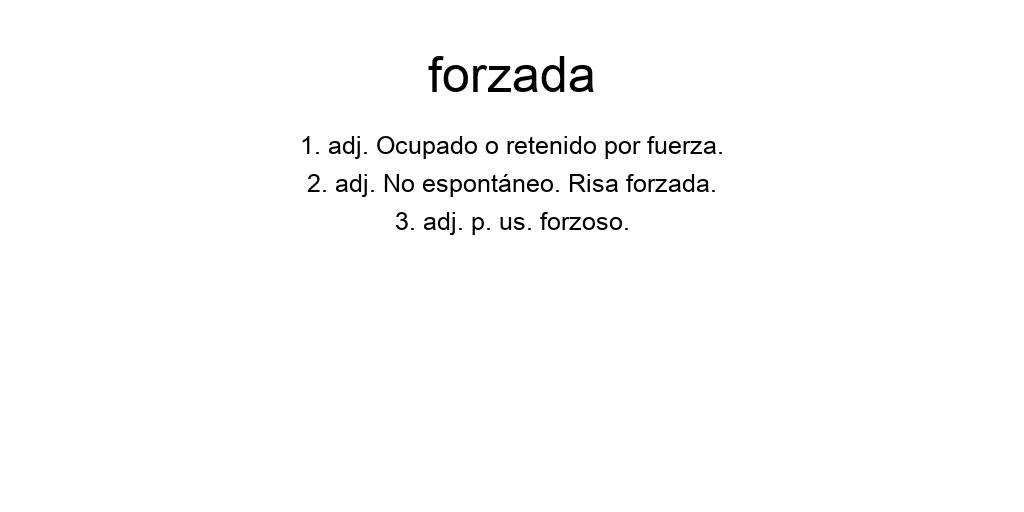 forzada
1. adj. Ocupado o retenido por fuerza.
2. adj. No espontáneo. Risa forzada.
3. adj. p. us. forzoso.